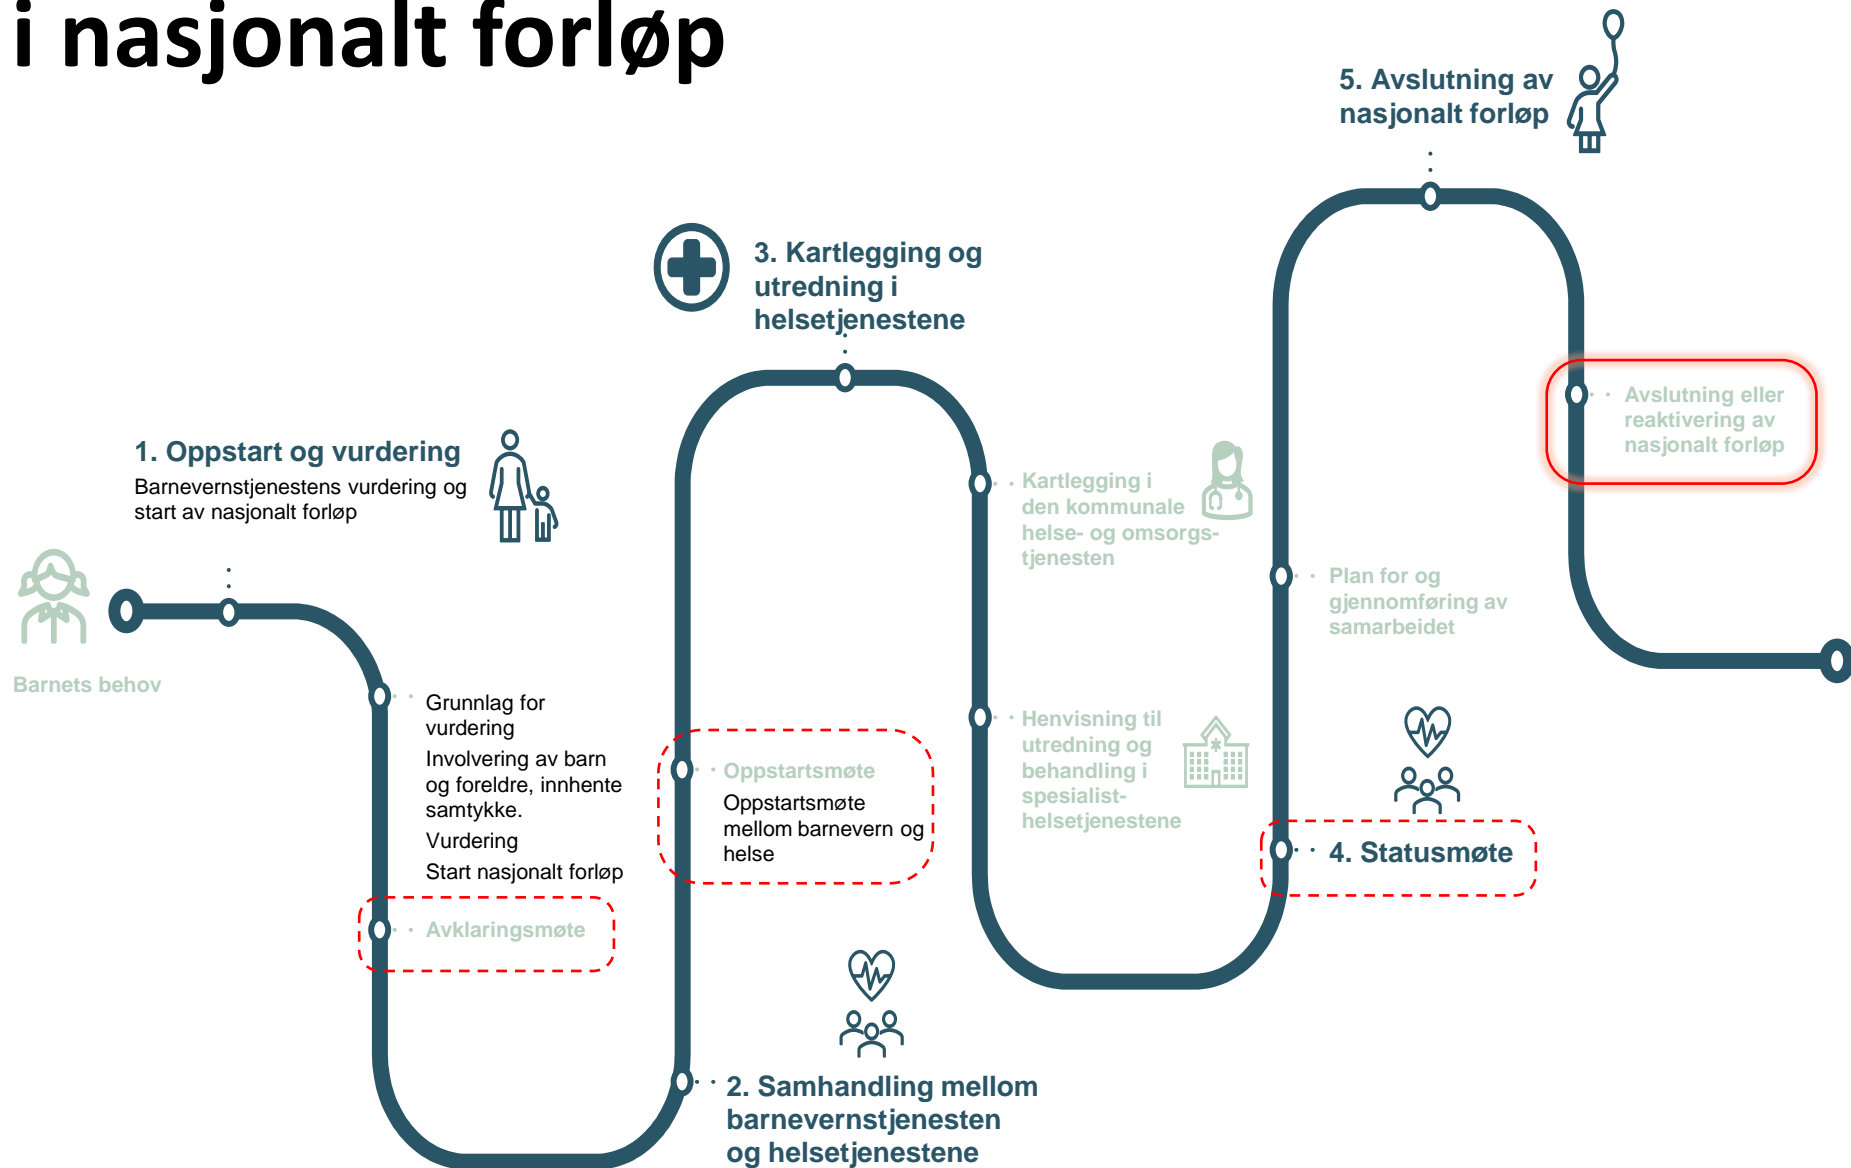 i nasjonalt forløp
Barnets behov
1. Oppstart og vurdering
Barnevernstjenestens vurdering og
start av nasjonalt forløp
Grunnlag for
vurdering
Involvering av barn
og foreldre, innhente
samtykke.
Vurdering
Start nasjonalt forløp
Avklaringsmøte
2. Samhandling mellom
barnevernstjenesten
og helsetjenestene
Oppstartsmøte
Oppstartsmøte
mellom barnevern og
helse
3. Kartlegging og
utredning i
helsetjenestene
Kartlegging i
den kommunale
helse- og omsorgs-
tjenesten
Henvisning til
utredning og
behandling i
spesialist-
helsetjenestene
4. Statusmøte
Plan for og
gjennomføring av
samarbeidet
5. Avslutning av
nasjonalt forløp
Avslutning eller
reaktivering av
nasjonalt forløp